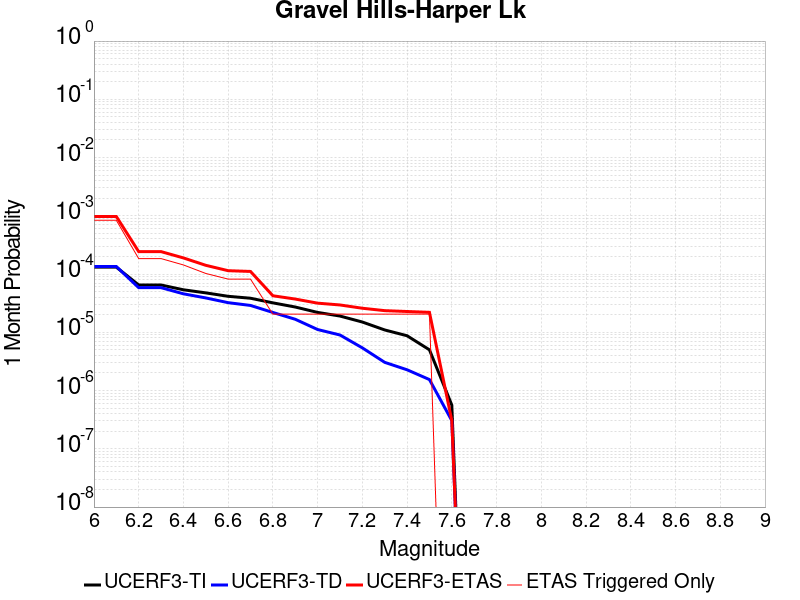 Gravel Hills-Harper Lk
10^0
10^-1
10^-2
10^-3
10^-4
10^-5
10^-6
10^-7
10^-8
1 Month Probability
6 6.2 6.4 6.6 6.8 7 7.2 7.4 7.6 7.8 8 8.2 8.4 8.6 8.8 9
Magnitude
UCERF3-TI UCERF3-TD UCERF3-ETAS ETAS Triggered Only